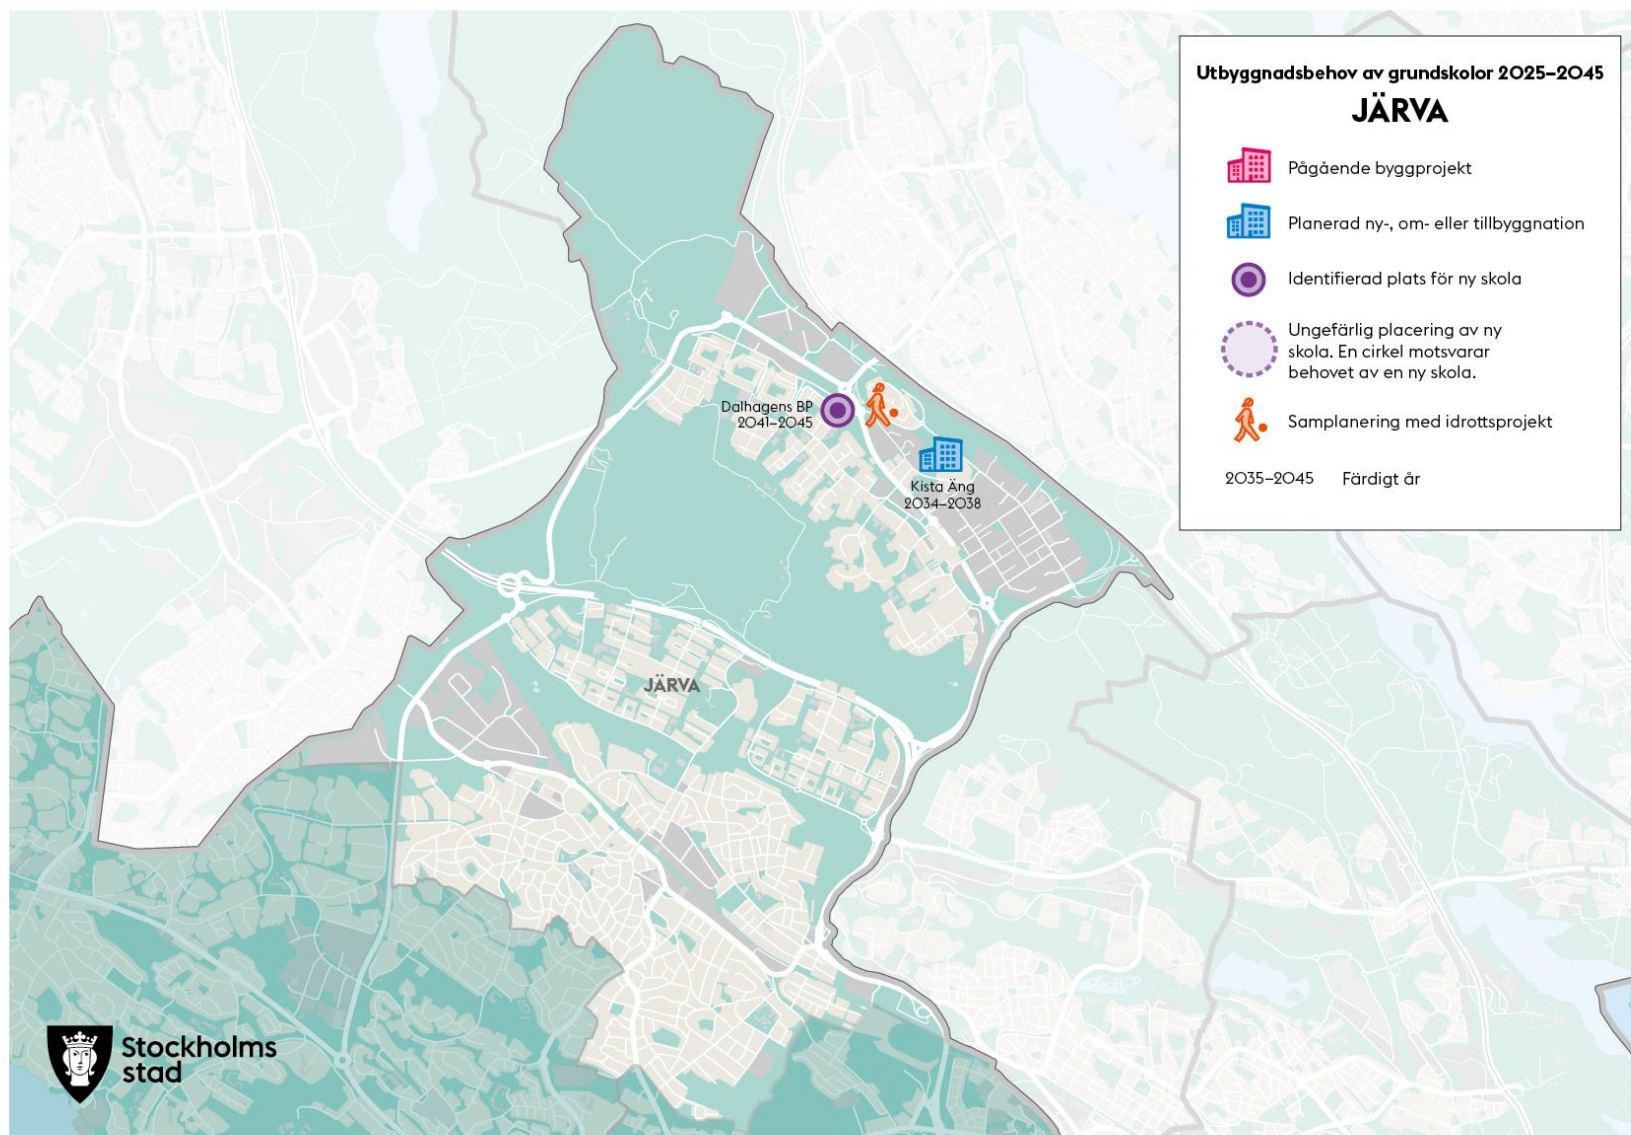 Utbyggnadsbehov av grundskolor 2025–2045
JÄRVA
Pågående byggprojekt
Planerad ny-, om- eller tillbyggnation
Identifierad plats för ny skola
Ungefärlig placering av ny
skola. En cirkel motsvarar
behovet av en ny skola.
Samplanering med idrottsprojekt
2035–2045 Färdigt år
Dalhagens BP
2041–2045
Kista Äng
2034–2038
JÄRVA
Stockholms
stad